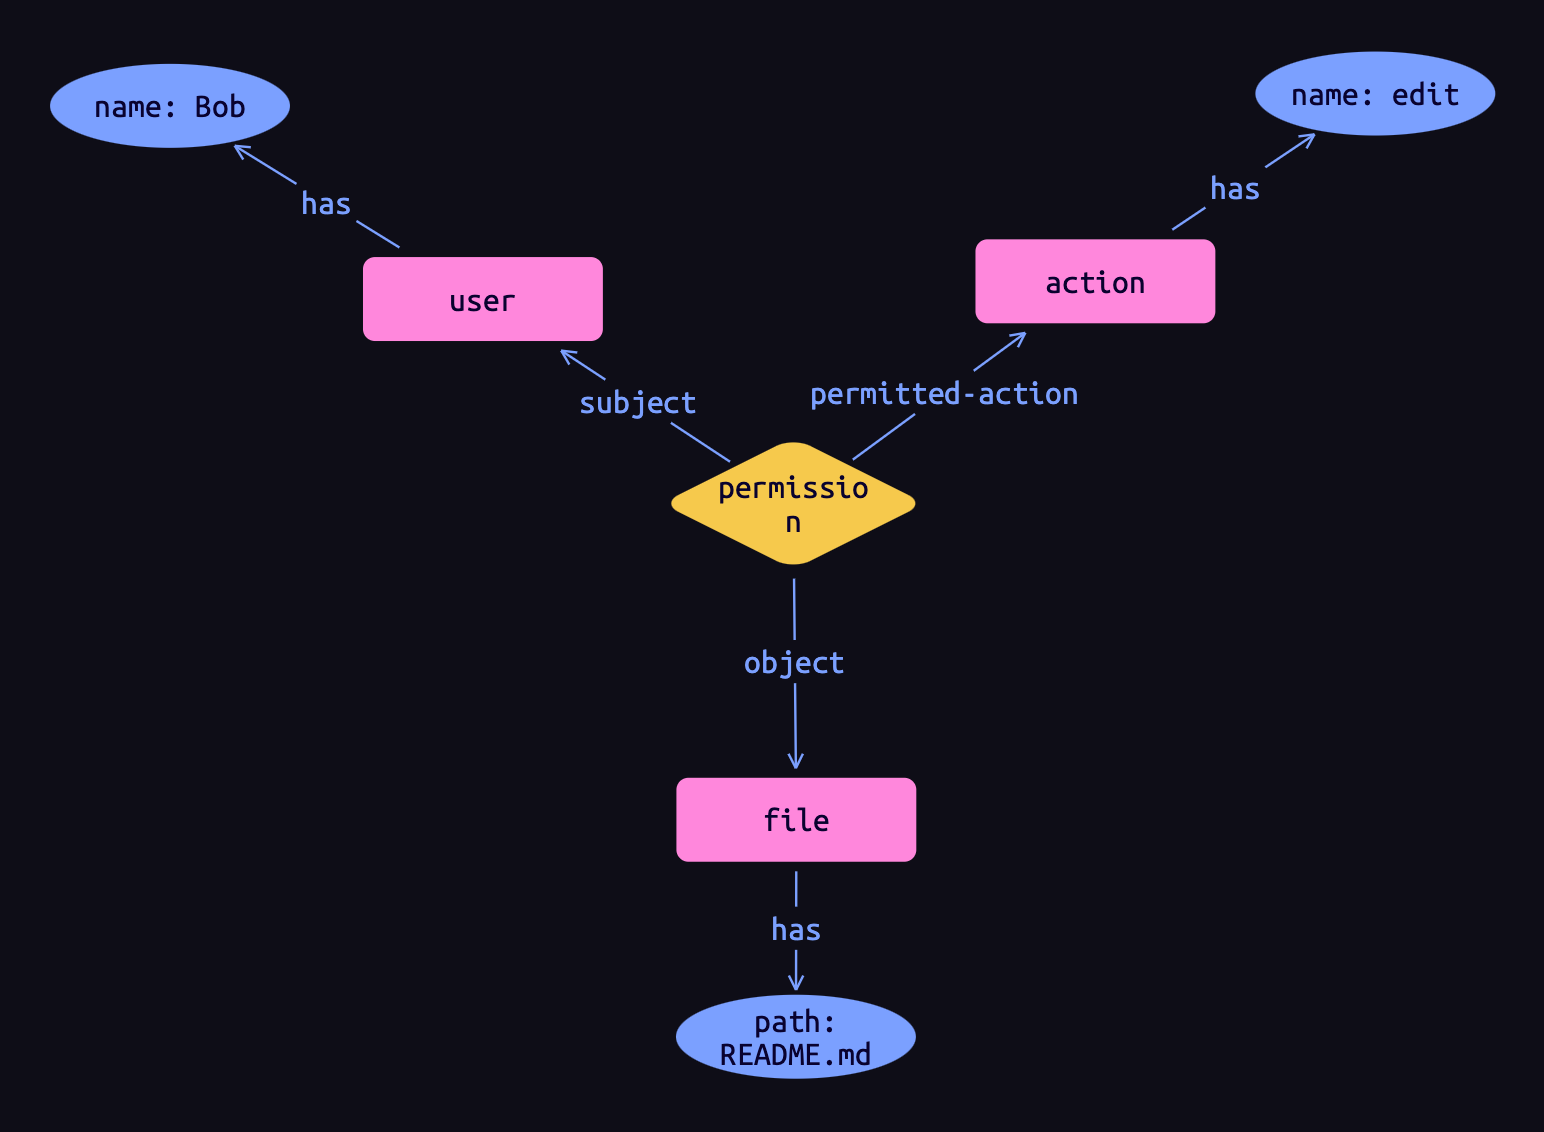 name: Bob
name: edit
has
has
user
action
subject
permitted-action
permissio
n
object
file
has
path:
README.md